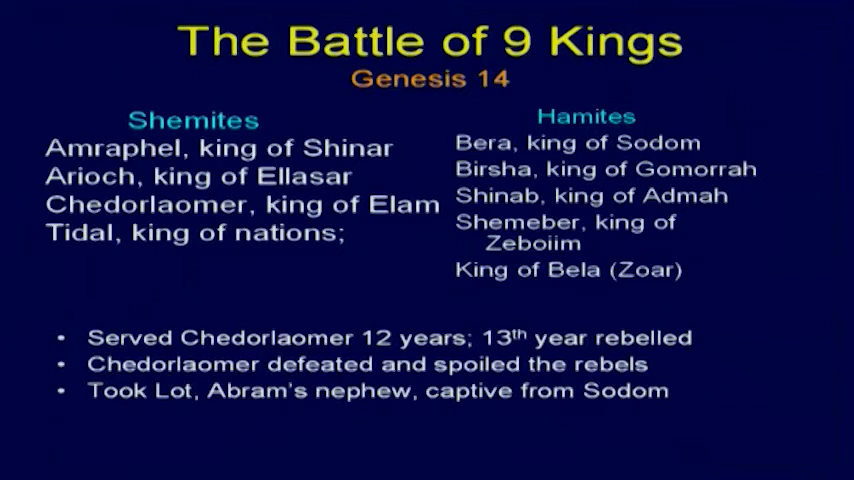 The Battle of 9 Kings
Genesis 14
Shemites
Amraphel, king of Shinar
Arioch, king of Ellasar
Chedorlaomer, king of Elam
Tidal, king of nations;
Hamites
Bera, king of Sodom
Birsha, king of Gomorrah
Shinab, king of Admah
Shemeber, king of
Zeboiim
King of Bela (Zoar)
• Served Chedorlaomer 12 years; 13th year rebelled
• Chedorlaomer defeated and spoiled the rebels
• Took Lot, Abram's nephew, captive from Sodom